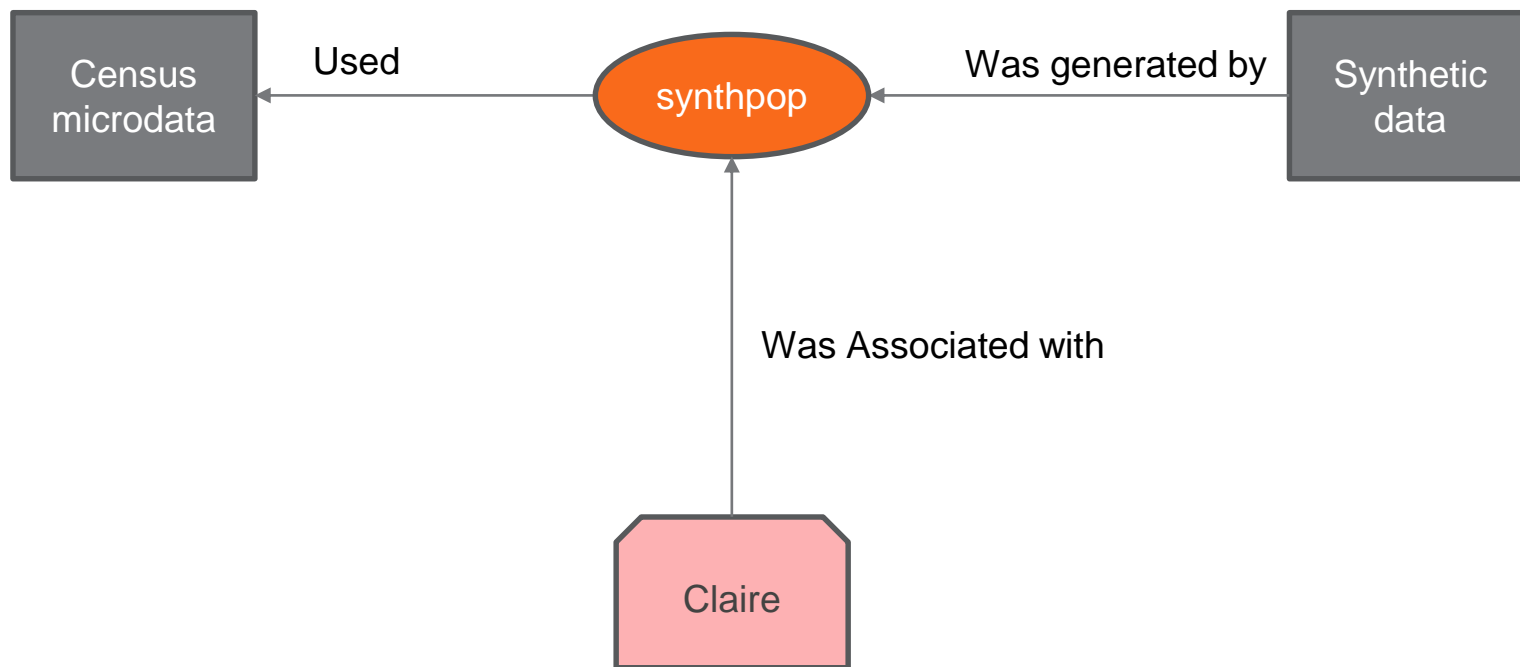 Census
microdata
Used
synthpop
Was generated by
Synthetic
data
Was Associated with
Claire